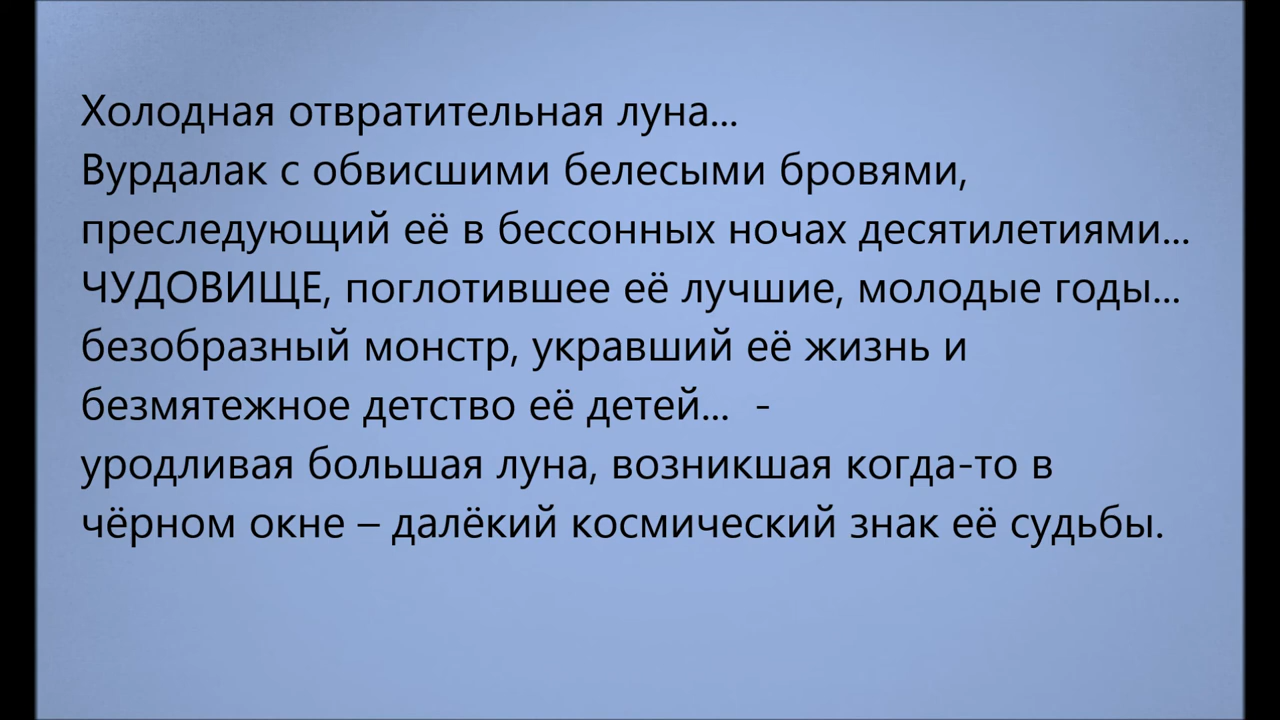 Холодная отвратительная луна...
Вурдалак с обвисшими белесыми бровями,
преследующий её в бессонных ночах десятилетиями...
ЧУДОВИЩЕ, поглотившее её лучшие, молодые годы...
безобразный монстр, укравший её жизнь и
безмятежное детство её детей...  -
уродливая большая луна, возникшая когда-то в
чёрном окне – далёкий космический знак её судьбы.